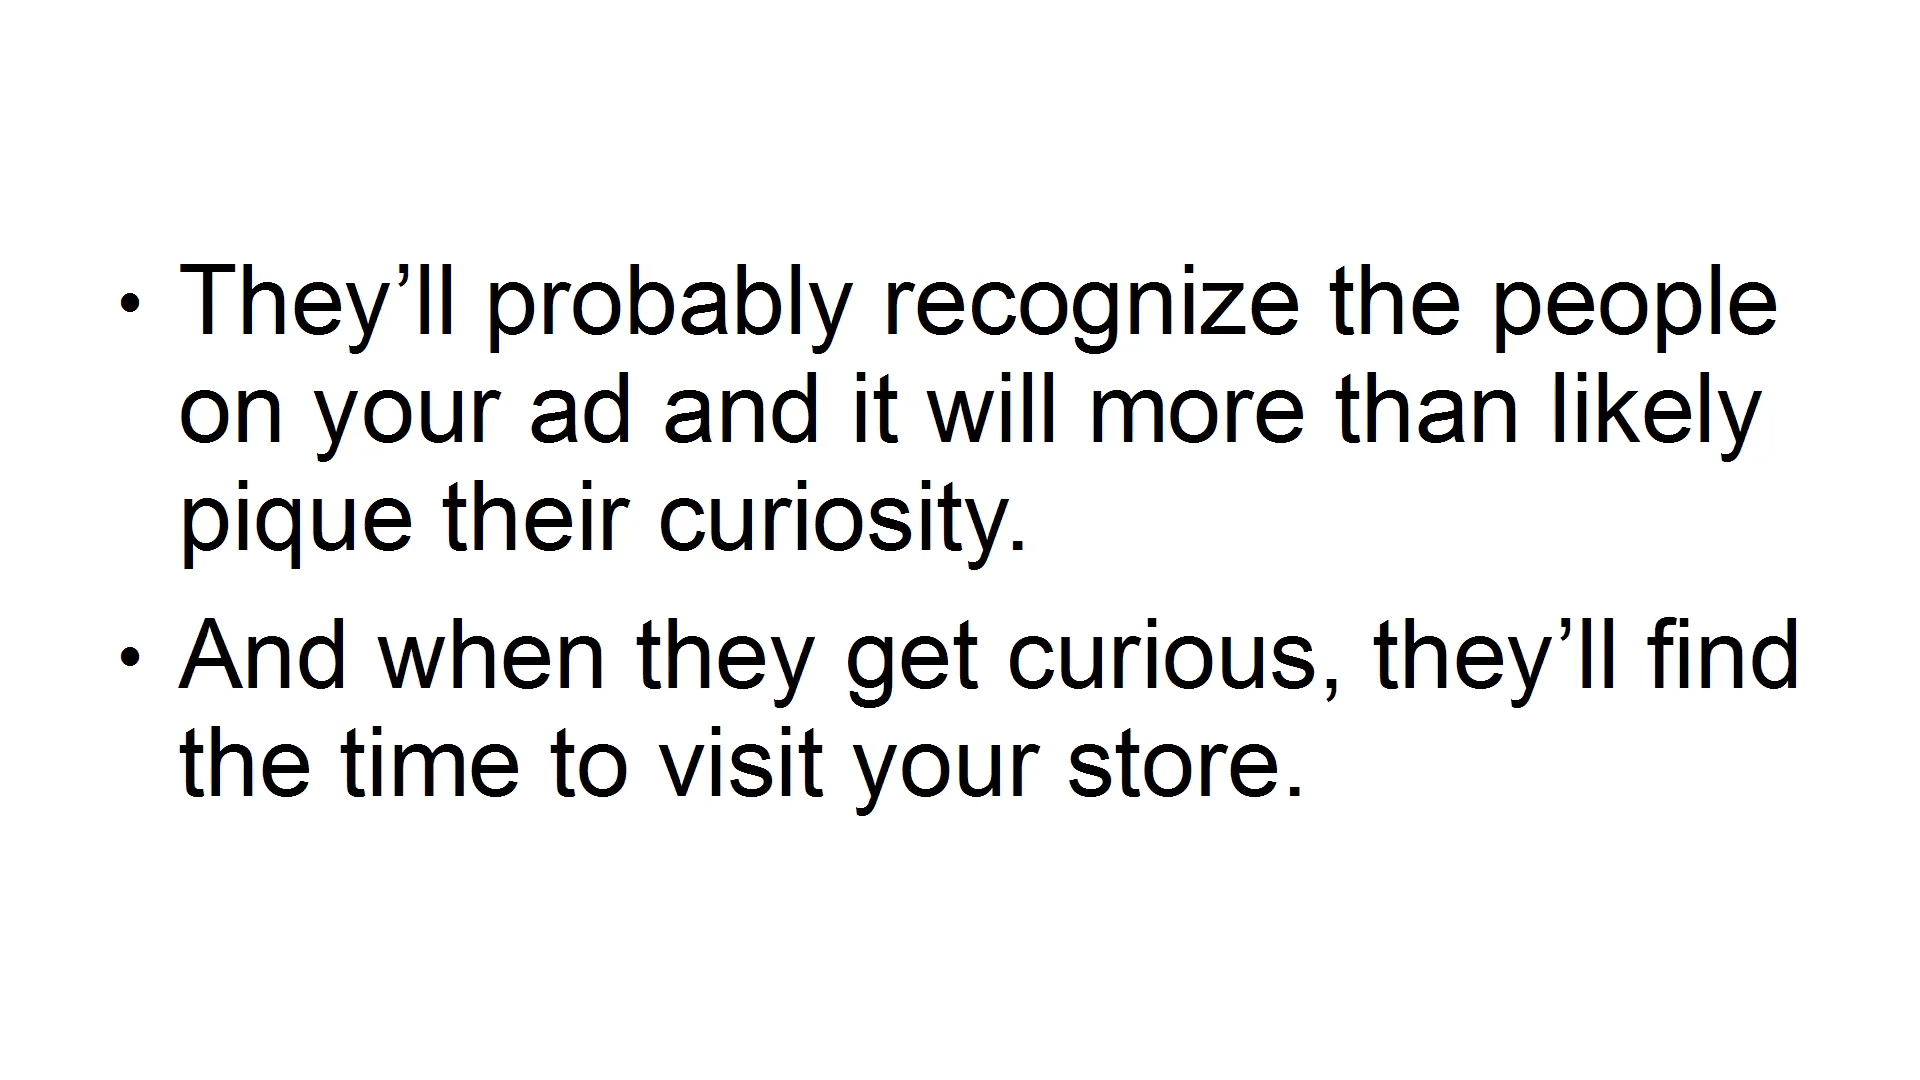 • They’ll probably recognize the people
on your ad and it will more than likely
pique their curiosity.
• And when they get curious, they’ll find
the time to visit your store.